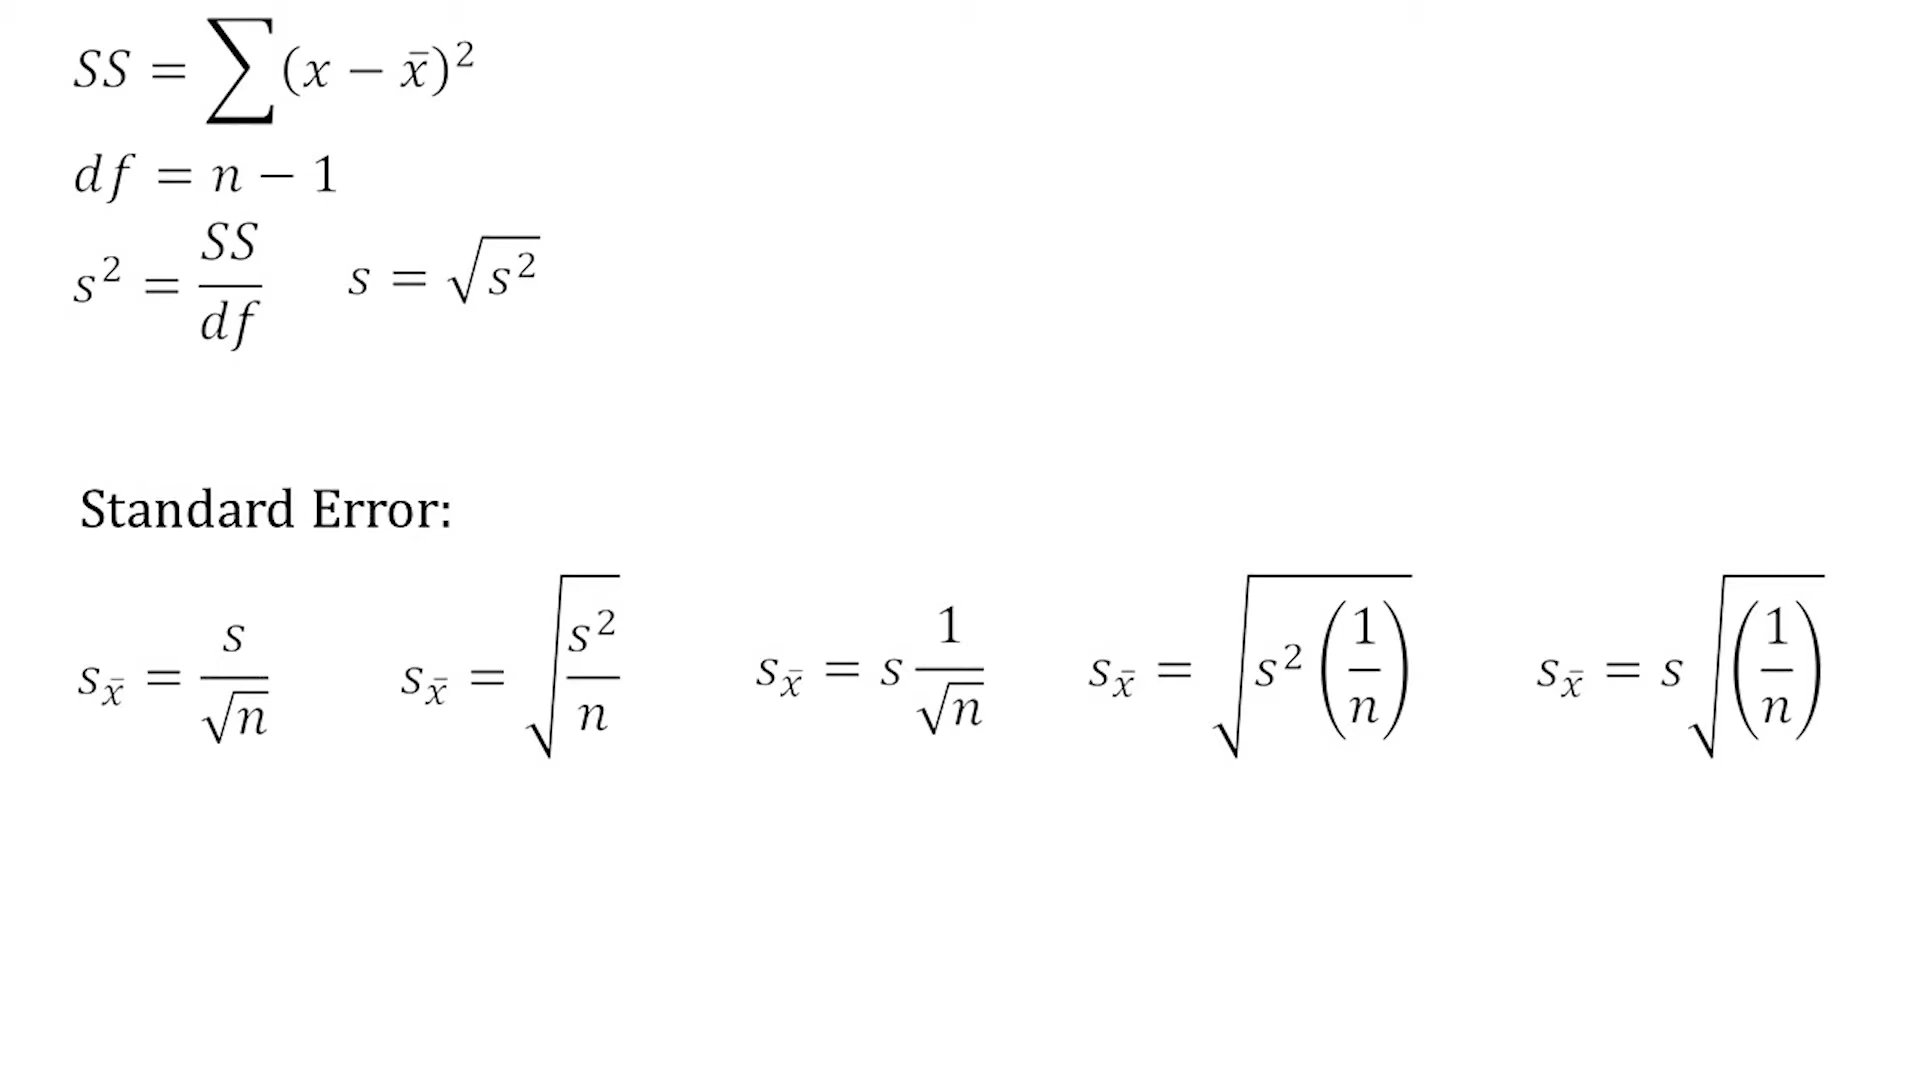 SS = ∑(x − x̄)²
df = n − 1
s² = SS/df    s = √s²
Standard Error:
s_x̄ = s/√n    s_x̄ = √(s²/n)    s_x̄ = s 1/√n    s_x̄ = √(s²(1/n))    s_x̄ = s√(1/n)